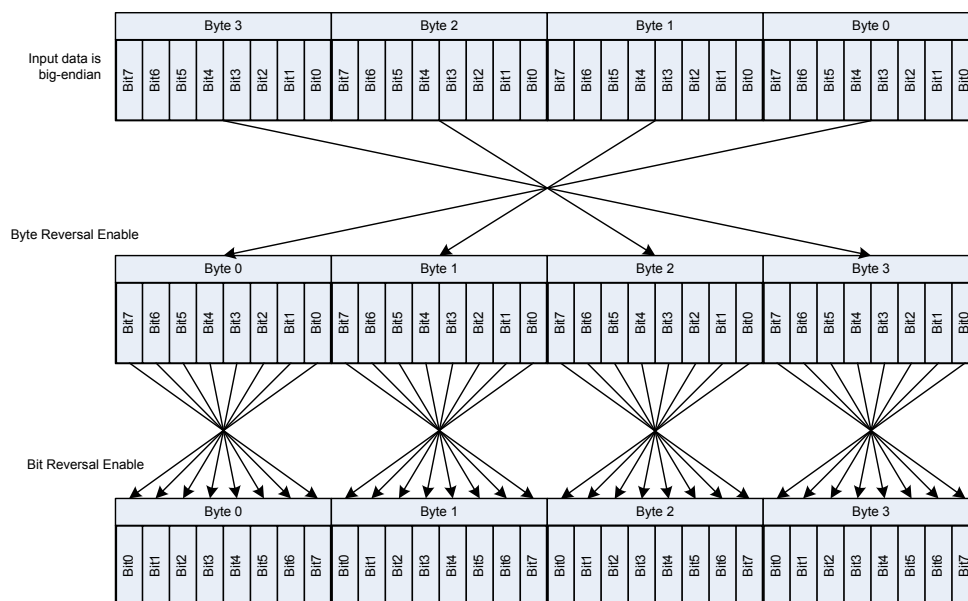 Byte 3 Byte 2 Byte 1 Byte 0
Input data is
big-endian
Bit7 Bit6 Bit5 Bit4 Bit3 Bit2 Bit1 Bit0 Bit7 Bit6 Bit5 Bit4 Bit3 Bit2 Bit1 Bit0 Bit7 Bit6 Bit5 Bit4 Bit3 Bit2 Bit1 Bit0 Bit7 Bit6 Bit5 Bit4 Bit3 Bit2 Bit1 Bit0
Byte Reversal Enable
Byte 0 Byte 1 Byte 2 Byte 3
Bit7 Bit6 Bit5 Bit4 Bit3 Bit2 Bit1 Bit0 Bit7 Bit6 Bit5 Bit4 Bit3 Bit2 Bit1 Bit0 Bit7 Bit6 Bit5 Bit4 Bit3 Bit2 Bit1 Bit0 Bit7 Bit6 Bit5 Bit4 Bit3 Bit2 Bit1 Bit0
Bit Reversal Enable
Byte 0 Byte 1 Byte 2 Byte 3
Bit0 Bit1 Bit2 Bit3 Bit4 Bit5 Bit6 Bit7 Bit0 Bit1 Bit2 Bit3 Bit4 Bit5 Bit6 Bit7 Bit0 Bit1 Bit2 Bit3 Bit4 Bit5 Bit6 Bit7 Bit0 Bit1 Bit2 Bit3 Bit4 Bit5 Bit6 Bit7